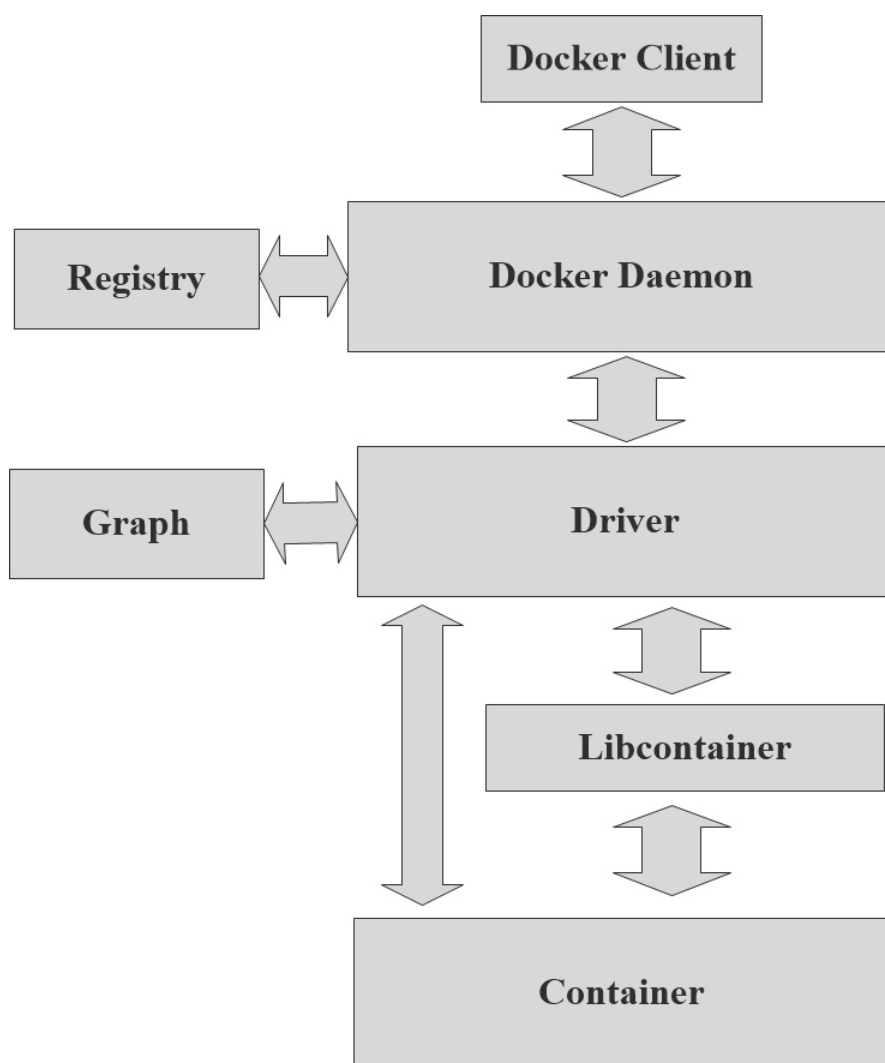 Docker Client
Registry
Docker Daemon
Graph
Driver
Libcontainer
Container